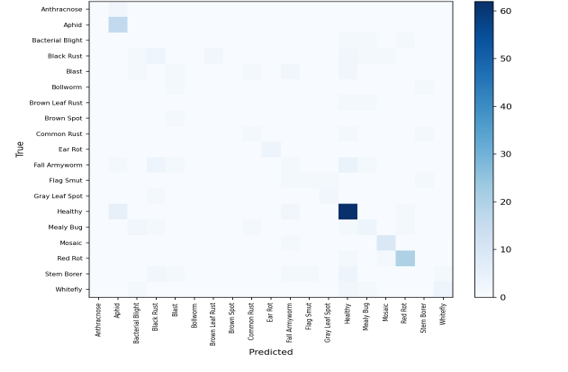 Anthracnose
Aphid
Bacterial Blight
Black Rust
Blast
Bollworm
Brown Leaf Rust
Brown Spot
Common Rust
Ear Rot
Fall Armyworm
Flag Smut
Gray Leaf Spot
Healthy
Mealy Bug
Mosaic
Red Rot
Stem Borer
Whitefly
True
Anthracnose
Aphid
Bacterial Blight
Black Rust
Blast
Bollworm
Brown Leaf Rust
Brown Spot
Common Rust
Ear Rot
Fall Armyworm
Flag Smut
Gray Leaf Spot
Healthy
Mealy Bug
Mosaic
Red Rot
Stem Borer
Whitefly
Predicted
60
50
40
30
20
10
0